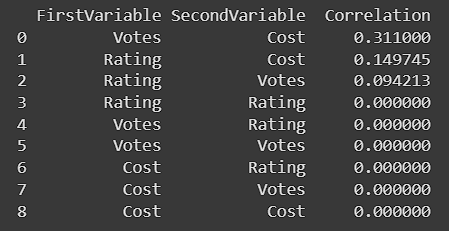 FirstVariable SecondVariable Correlation
0 Votes Cost 0.311000
1 Rating Cost 0.149745
2 Rating Votes 0.094213
3 Rating Rating 0.000000
4 Votes Rating 0.000000
5 Votes Votes 0.000000
6 Cost Rating 0.000000
7 Cost Votes 0.000000
8 Cost Cost 0.000000